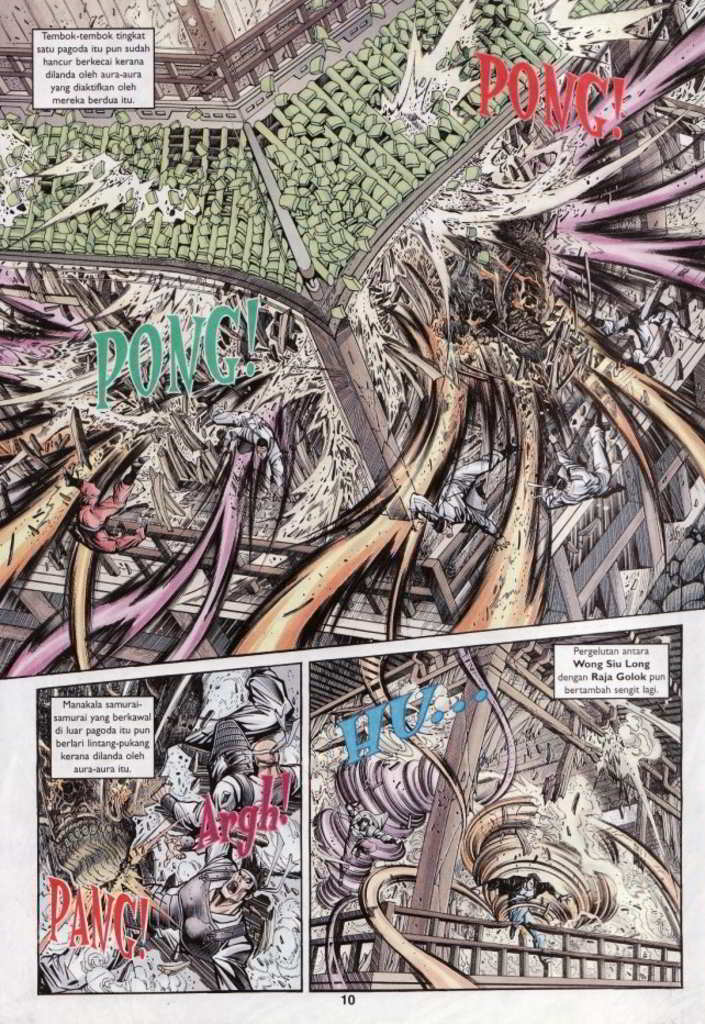 Tembok-tembok tingkat
satu pagoda itu pun sudah
hancur berkecai kerana
dilanda oleh aura-aura
yang diaktifkan oleh
mereka berdua itu.
PONG!
PONG!
Manakala samurai-
samurai yang berkawal
di luar pagoda itu pun
berlari lintang-pukang
kerana dilanda oleh
aura-aura itu.
Argh!
PANG!
Pergelutan antara
Wong Siu Long
dengan Raja Golok pun
bertambah sengit lagi.
HU...
10